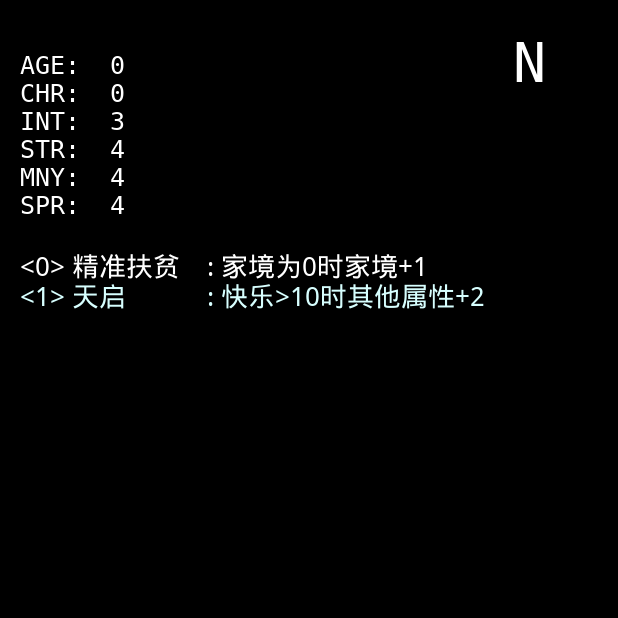 N
AGE: 0
CHR: 0
INT: 3
STR: 4
MNY: 4
SPR: 4
<0> 精准扶贫 : 家境为0时家境+1
<1> 天启 : 快乐>10时其他属性+2